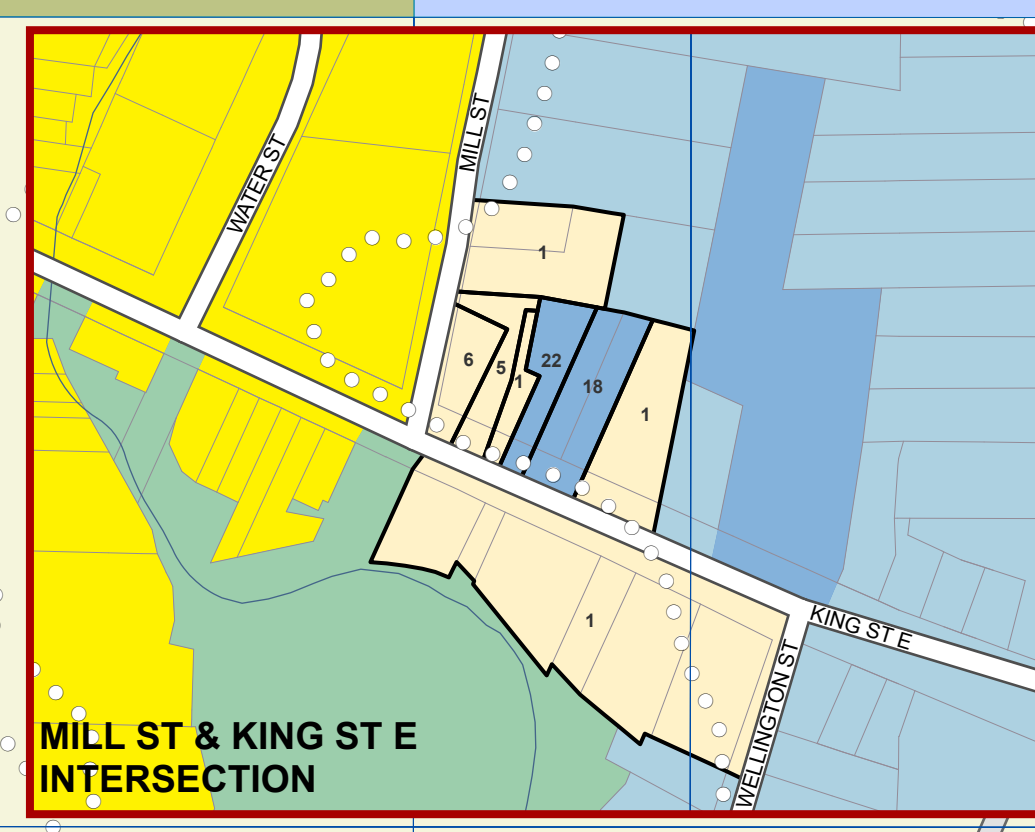 MILL ST
WATER ST
1
6
5
1
22
18
1
1
KING ST E
WELLINGTON ST
MILL ST & KING ST E
INTERSECTION